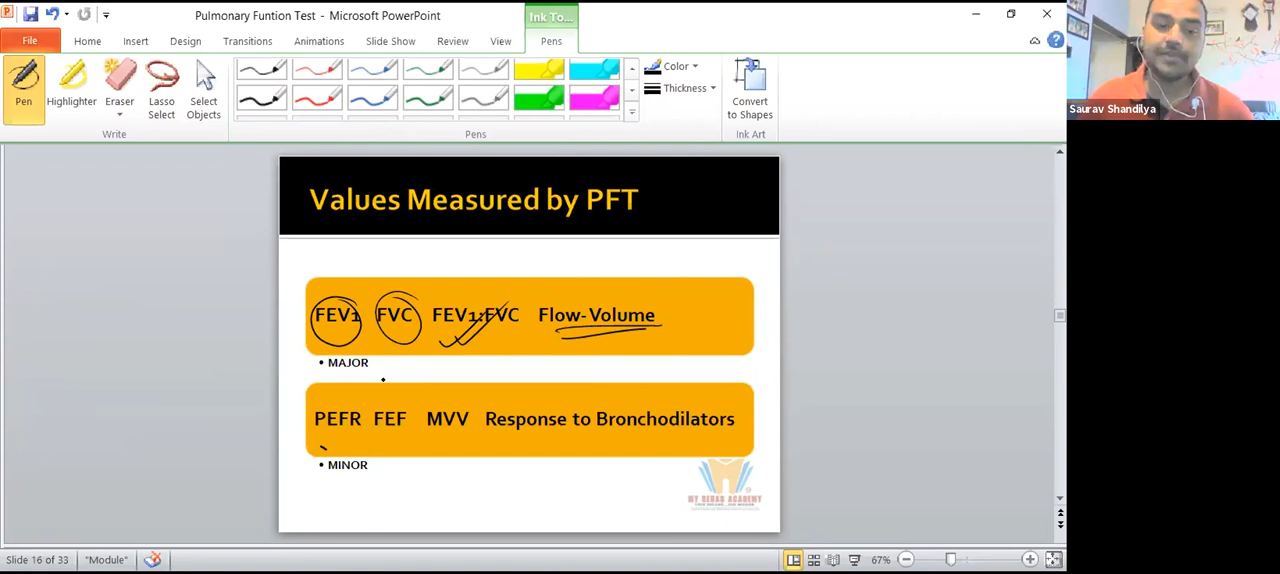 Pulmonary Funtion Test - Microsoft PowerPoint
Ink To...
File Home Insert Design Transitions Animations Slide Show Review View Pens
Pen
Highlighter
Eraser
Lasso Select
Select Objects
Write
Color
Thickness
Pens
Convert to Shapes
Ink Art
Saurav Shandilya
Values Measured by PFT
FEV1 FVC FEV1:FVC Flow-Volume
• MAJOR
PEFR FEF MVV Response to Bronchodilators
• MINOR
Slide 16 of 33 "Module" 67%